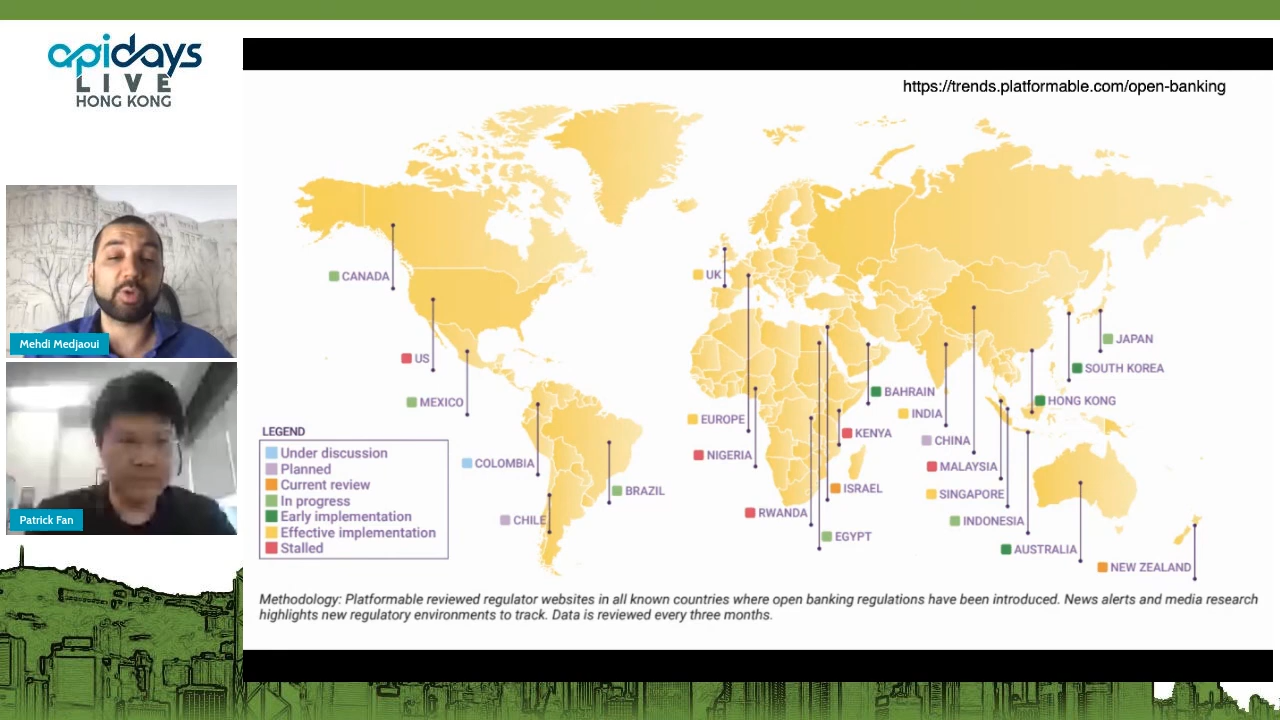 apidays
LIVE
HONG KONG
Mehdi Medjaoui
Patrick Fan
https://trends.platformable.com/open-banking
CANADA
US
MEXICO
COLOMBIA
CHILE
BRAZIL
UK
EUROPE
NIGERIA
RWANDA
EGYPT
ISRAEL
KENYA
BAHRAIN
INDIA
CHINA
MALAYSIA
SINGAPORE
INDONESIA
AUSTRALIA
NEW ZEALAND
HONG KONG
SOUTH KOREA
JAPAN
LEGEND
Under discussion
Planned
Current review
In progress
Early implementation
Effective implementation
Stalled
Methodology: Platformable reviewed regulator websites in all known countries where open banking regulations have been introduced. News alerts and media research
highlights new regulatory environments to track. Data is reviewed every three months.